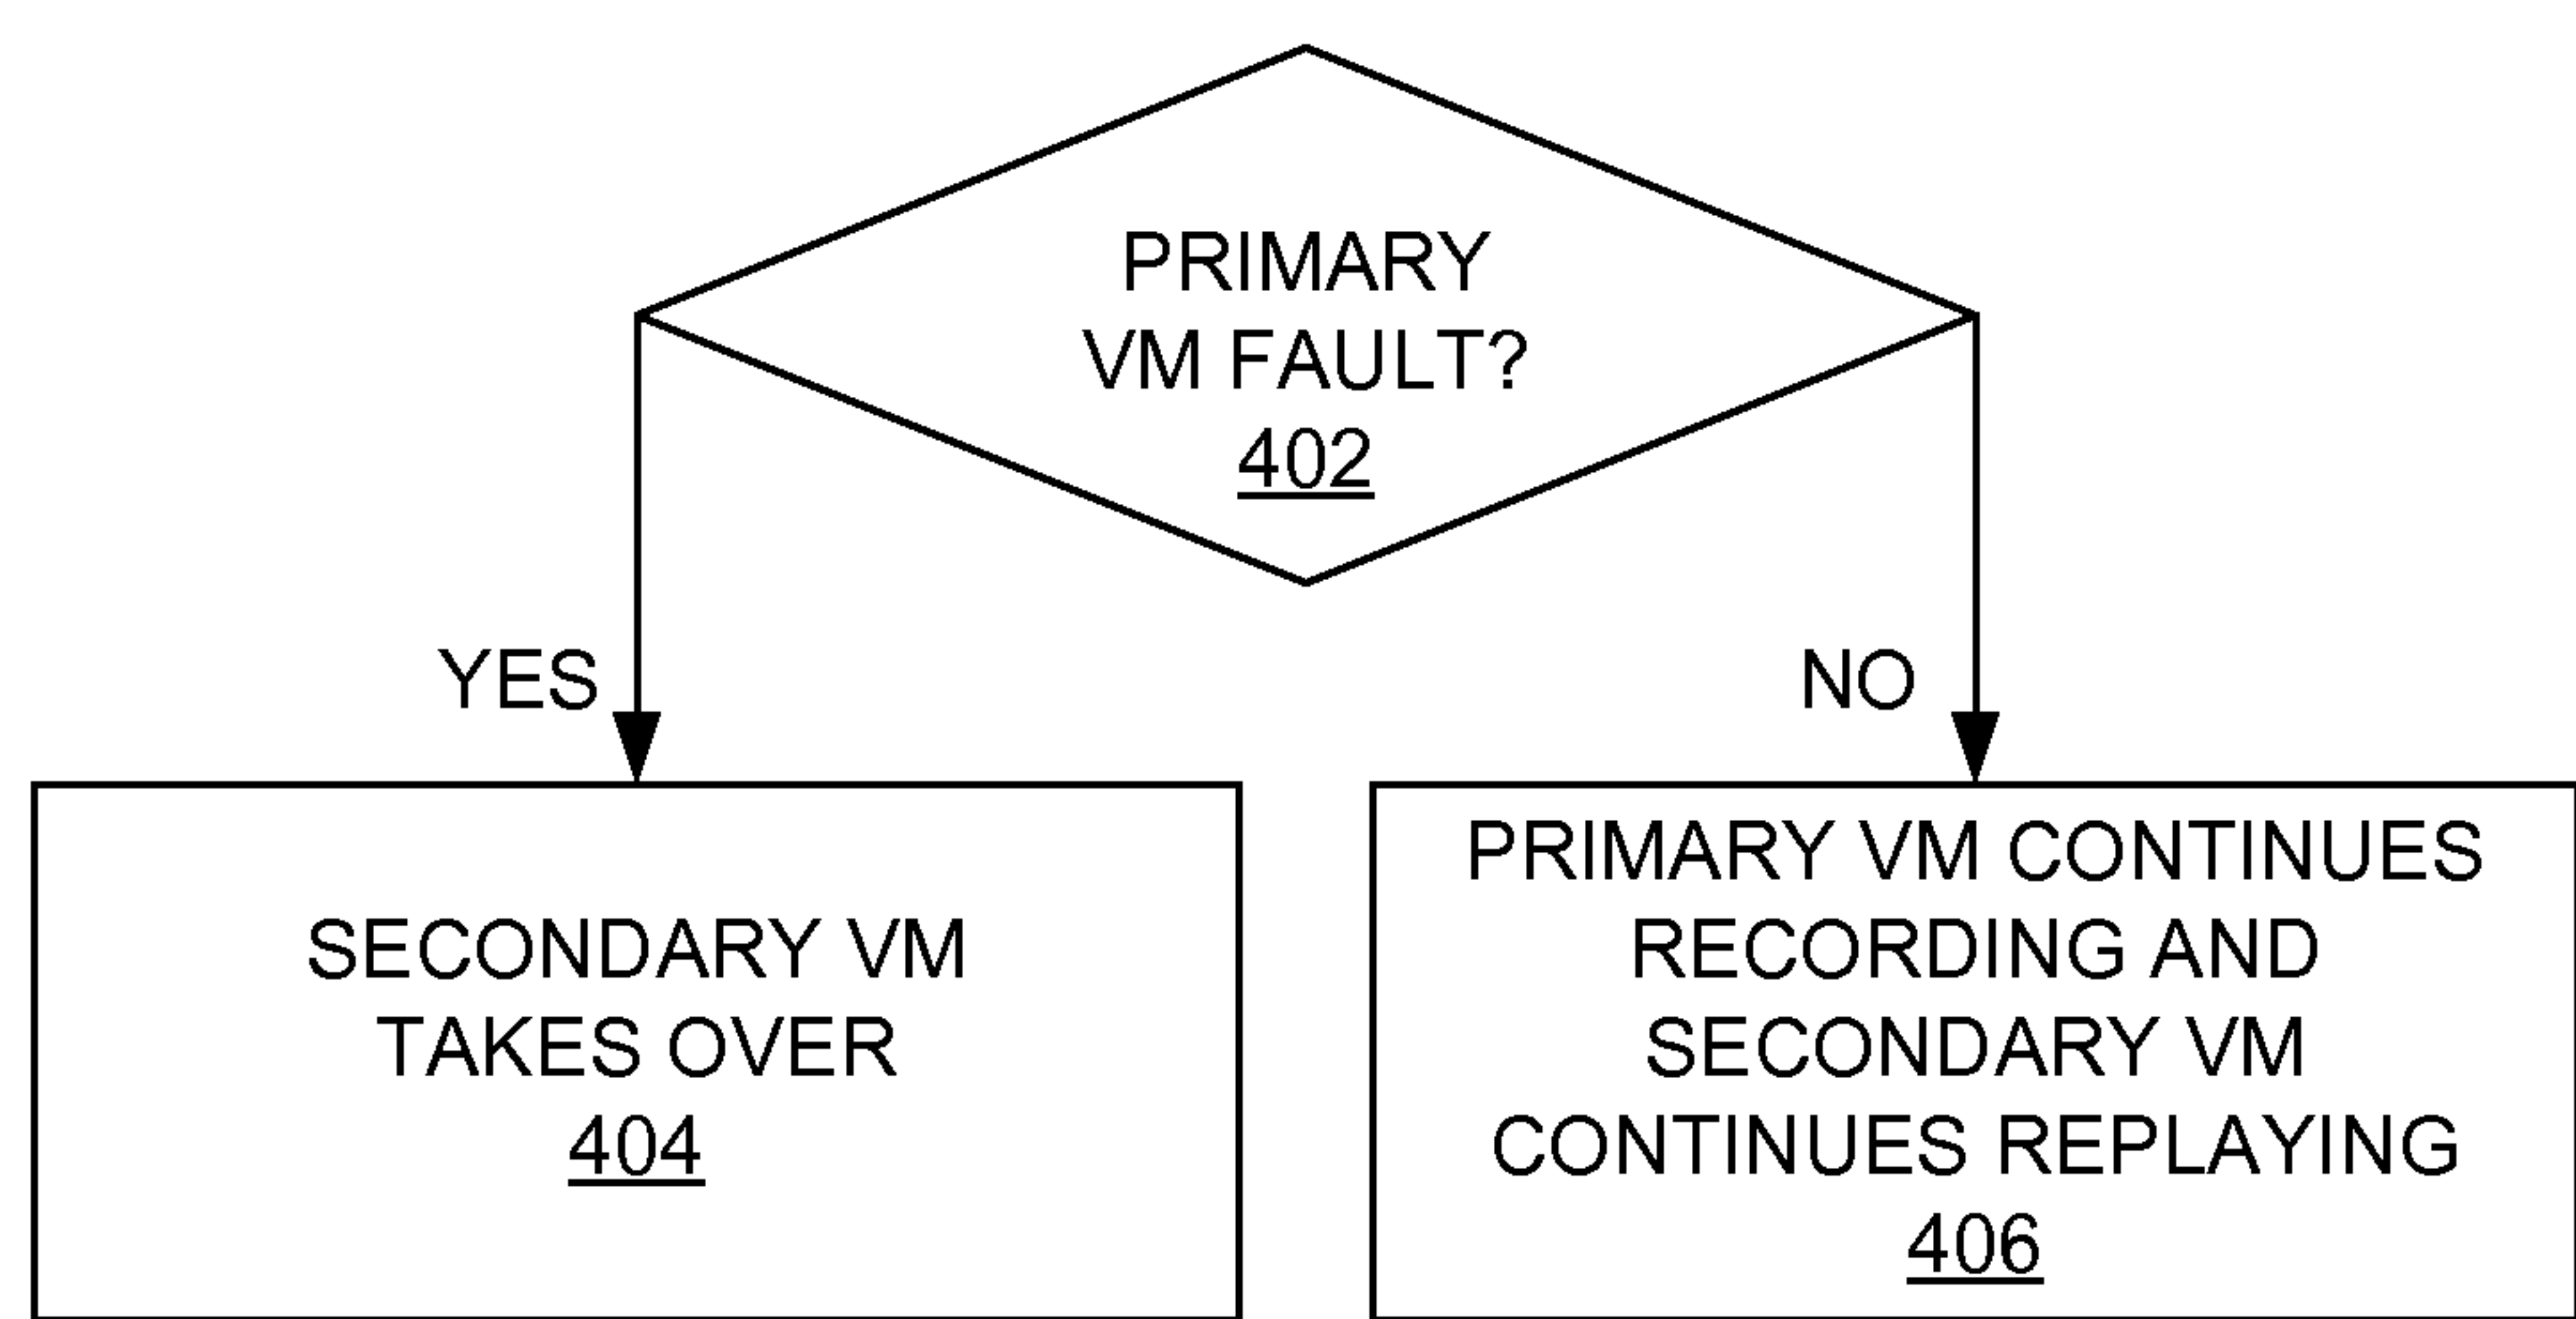 PRIMARY
VM FAULT?
402
YES
NO
SECONDARY VM
TAKES OVER
404
PRIMARY VM CONTINUES
RECORDING AND
SECONDARY VM
CONTINUES REPLAYING
406